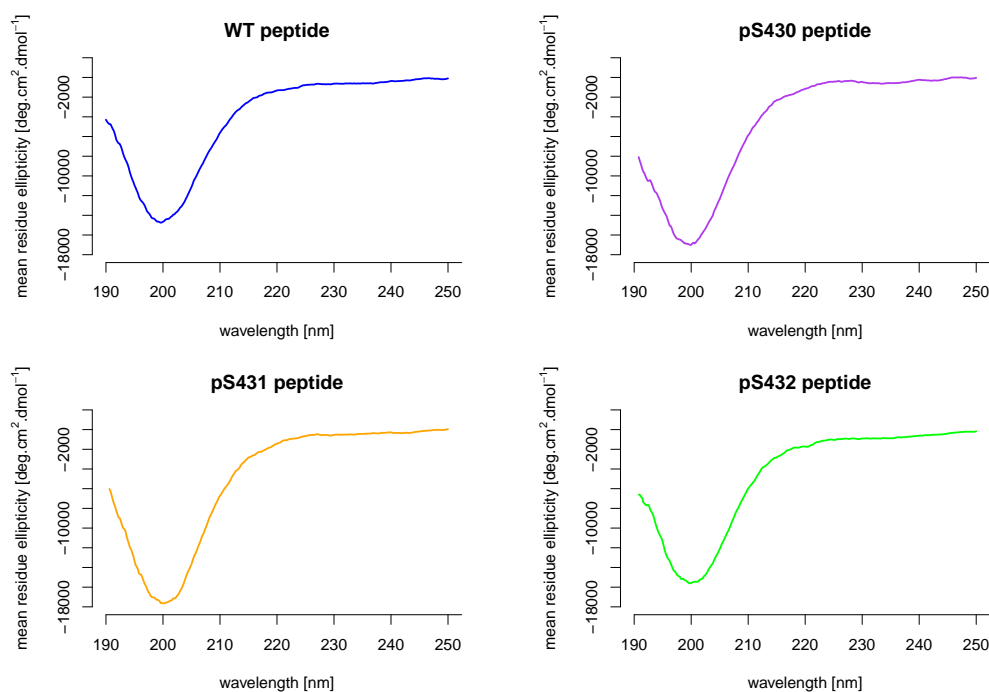 WT peptide
mean residue ellipticity [deg.cm².dmol⁻¹]
-2000
-10000
-18000
190 200 210 220 230 240 250
wavelength [nm]
pS430 peptide
mean residue ellipticity [deg.cm².dmol⁻¹]
-2000
-10000
-18000
190 200 210 220 230 240 250
wavelength [nm]
pS431 peptide
mean residue ellipticity [deg.cm².dmol⁻¹]
-2000
-10000
-18000
190 200 210 220 230 240 250
wavelength [nm]
pS432 peptide
mean residue ellipticity [deg.cm².dmol⁻¹]
-2000
-10000
-18000
190 200 210 220 230 240 250
wavelength [nm]